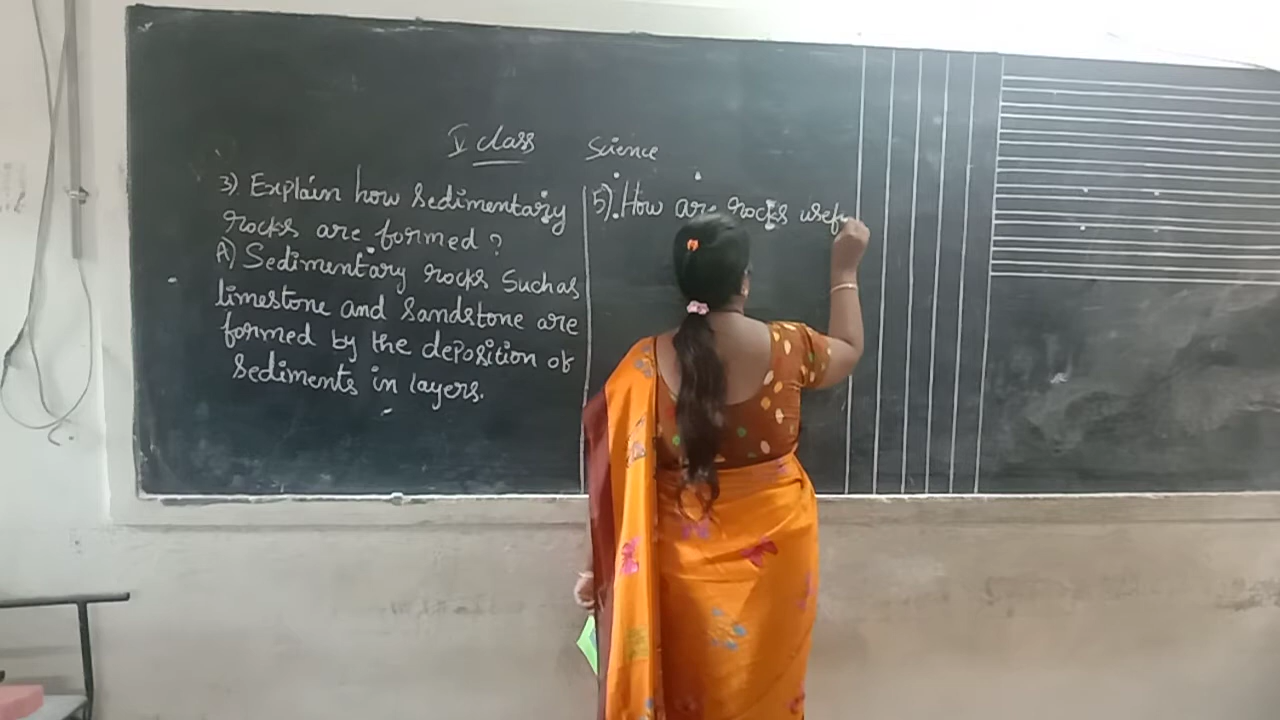 V class Science
3) Explain how Sedimentary
rocks are formed ?
A) Sedimentary rocks Such as
limestone and Sandstone are
formed by the deposition of
Sediments in layers.
5). How are rocks usef